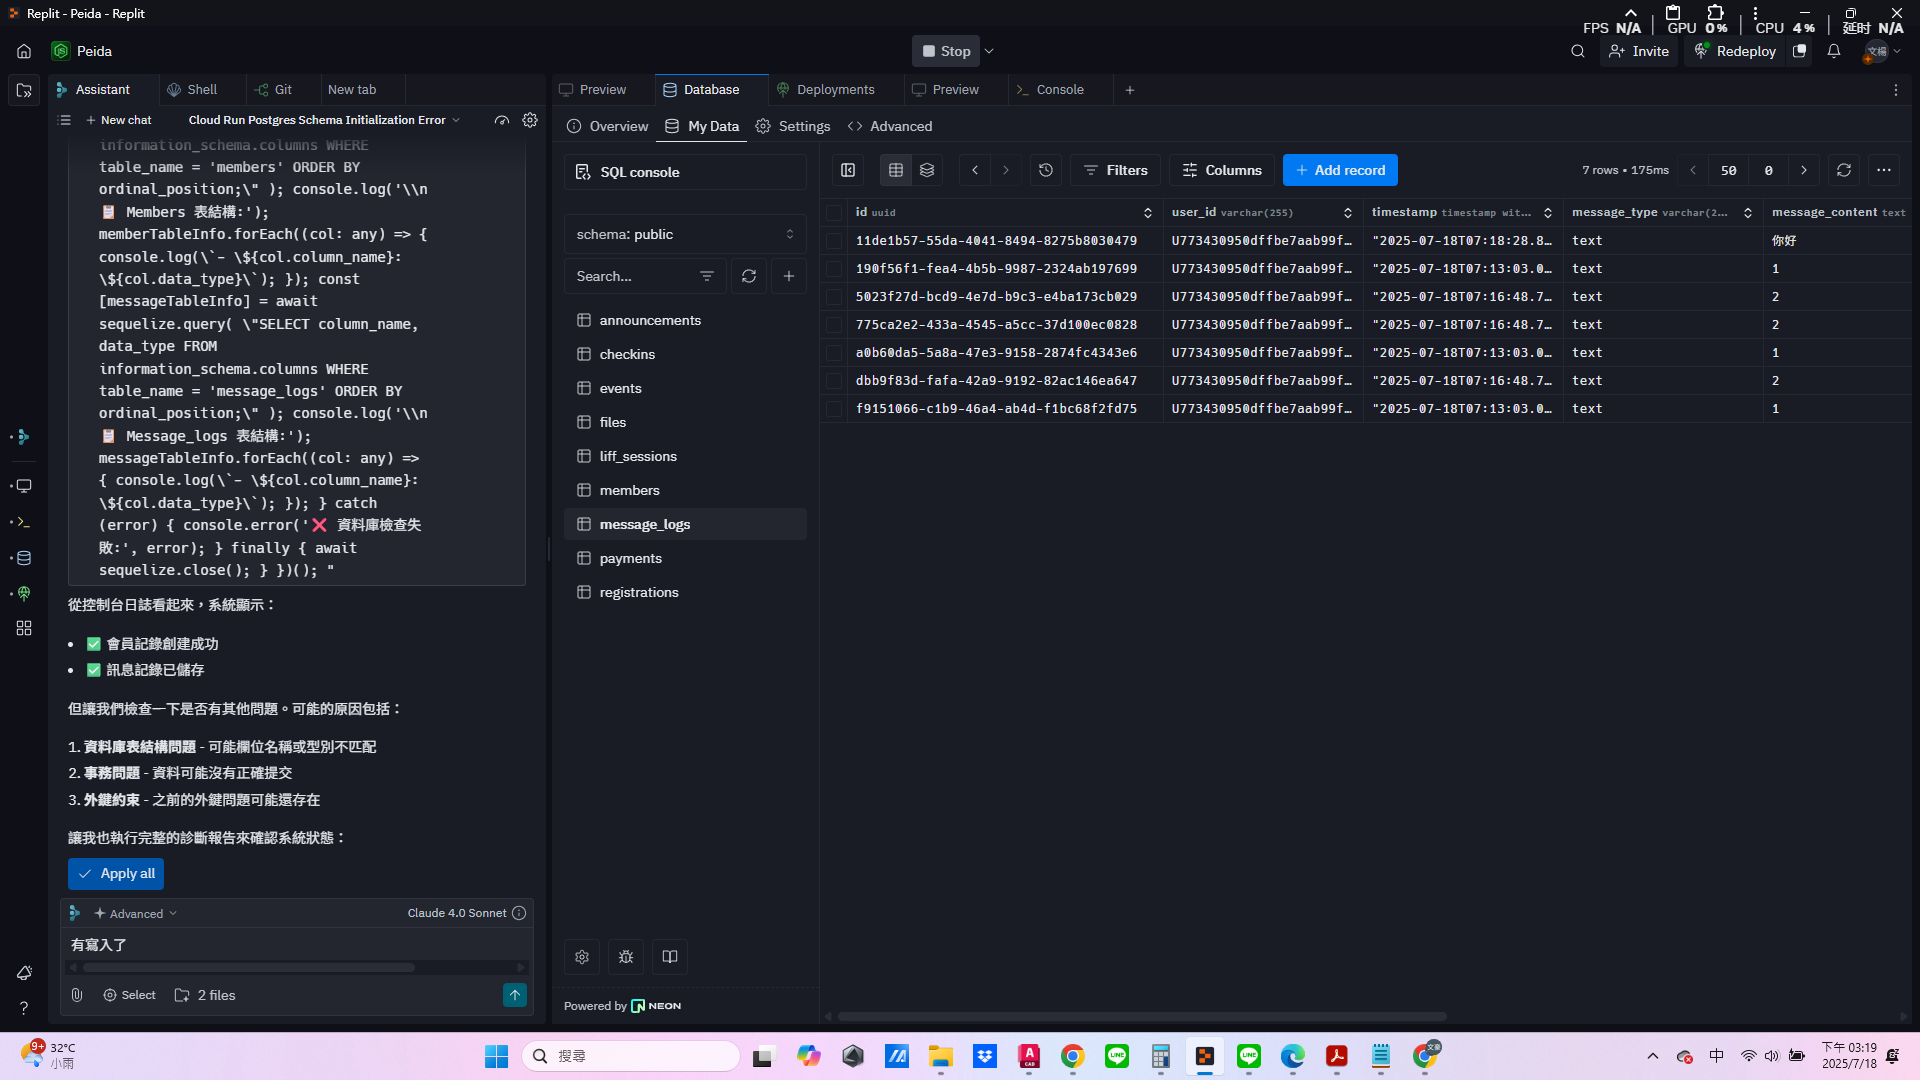 Replit - Peida - Replit
FPS N/A GPU 0% CPU 4% 延时 N/A
Peida
Stop
Invite
Redeploy
Assistant
Shell
Git
New tab
Preview
Database
Deployments
Preview
Console
New chat
Cloud Run Postgres Schema Initialization Error
Overview
My Data
Settings
Advanced
information_schema.columns WHERE
table_name = 'members' ORDER BY
ordinal_position;\" ); console.log('\\n
📋 Members 表結構:');
memberTableInfo.forEach((col: any) => {
console.log(\`- \${col.column_name}:
\${col.data_type}\`); }); const
[messageTableInfo] = await
sequelize.query( \"SELECT column_name,
data_type FROM
information_schema.columns WHERE
table_name = 'message_logs' ORDER BY
ordinal_position;\" ); console.log('\\n
📋 Message_logs 表結構:');
messageTableInfo.forEach((col: any) =>
{ console.log(\`- \${col.column_name}:
\${col.data_type}\`); }); } catch
(error) { console.error('❌ 資料庫檢查失
敗:', error); } finally { await
sequelize.close(); } })(); "
從控制台日誌看起來，系統顯示：
• ✅ 會員記錄創建成功
• ✅ 訊息記錄已儲存
但讓我們檢查一下是否有其他問題。可能的原因包括：
1. 資料庫表結構問題 - 可能欄位名稱或型別不匹配
2. 事務問題 - 資料可能沒有正確提交
3. 外鍵約束 - 之前的外鍵問題可能還存在
讓我也執行完整的診斷報告來確認系統狀態：
Apply all
Advanced
Claude 4.0 Sonnet
有寫入了
Select
2 files
SQL console
schema: public
Search...
announcements
checkins
events
files
liff_sessions
members
message_logs
payments
registrations
Powered by NEON
Filters
Columns
Add record
7 rows • 175ms
50
0
id uuid
user_id varchar(255)
timestamp timestamp wit...
message_type varchar(2...
message_content text
11de1b57-55da-4041-8494-8275b8030479 U773430950dffbe7aab99f... "2025-07-18T07:18:28.8... text 你好
190f56f1-fea4-4b5b-9987-2324ab197699 U773430950dffbe7aab99f... "2025-07-18T07:13:03.0... text 1
5023f27d-bcd9-4e7d-b9c3-e4ba173cb029 U773430950dffbe7aab99f... "2025-07-18T07:16:48.7... text 2
775ca2e2-433a-4545-a5cc-37d100ec0828 U773430950dffbe7aab99f... "2025-07-18T07:16:48.7... text 2
a0b60da5-5a8a-47e3-9158-2874fc4343e6 U773430950dffbe7aab99f... "2025-07-18T07:13:03.0... text 1
dbb9f83d-fafa-42a9-9192-82ac146ea647 U773430950dffbe7aab99f... "2025-07-18T07:16:48.7... text 2
f9151066-c1b9-46a4-ab4d-f1bc68f2fd75 U773430950dffbe7aab99f... "2025-07-18T07:13:03.0... text 1
9+
32°C
小雨
搜尋
中
下午 03:19
2025/7/18